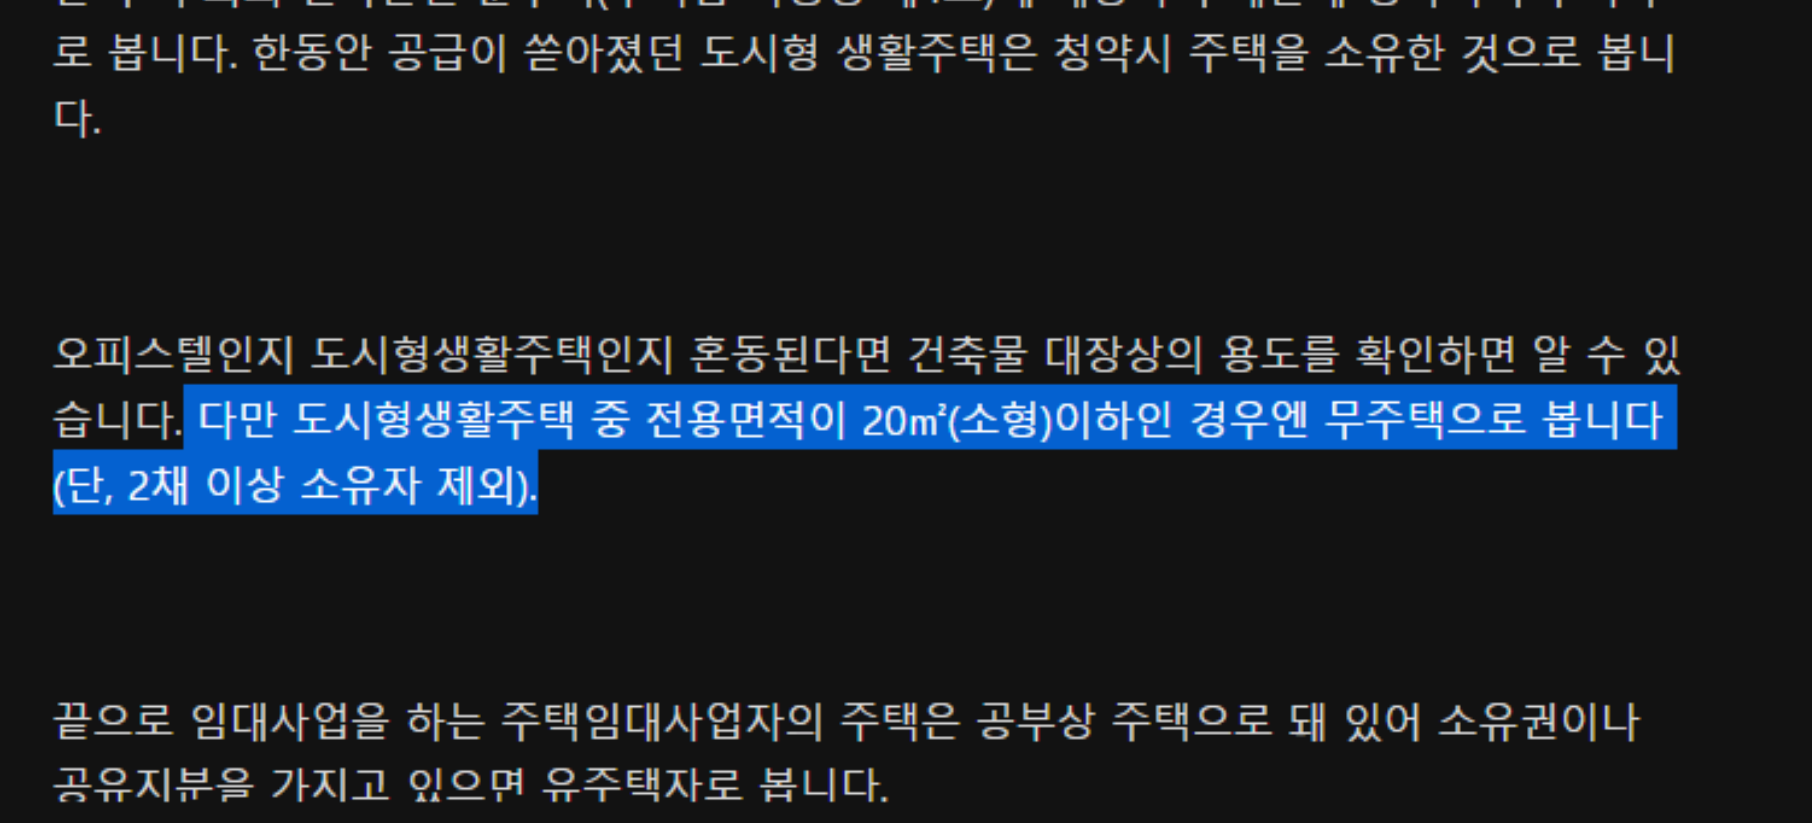 로 봅니다. 한동안 공급이 쏟아졌던 도시형 생활주택은 청약시 주택을 소유한 것으로 봅니
다.
오피스텔인지 도시형생활주택인지 혼동된다면 건축물 대장상의 용도를 확인하면 알 수 있
습니다. 다만 도시형생활주택 중 전용면적이 20㎡(소형)이하인 경우엔 무주택으로 봅니다
(단, 2채 이상 소유자 제외).
끝으로 임대사업을 하는 주택임대사업자의 주택은 공부상 주택으로 돼 있어 소유권이나
공유지분을 가지고 있으면 유주택자로 봅니다.